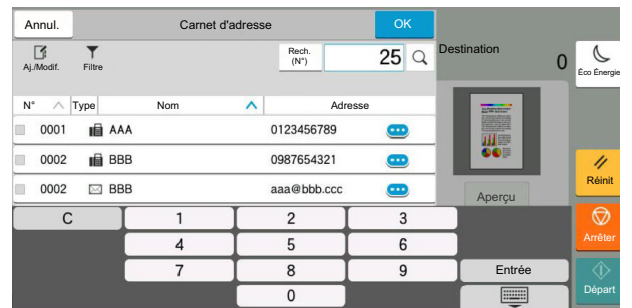 Annul.
Carnet d'adresse
OK
Aj./Modif.
Filtre
Rech.
(N°)
25
Destination
0
Éco Énergie
N° Type Nom Adresse
0001 AAA 0123456789
0002 BBB 0987654321
0002 BBB aaa@bbb.ccc
Aperçu
Réinit
C 1 2 3
Arrêter
4 5 6
7 8 9 Entrée
0
Départ